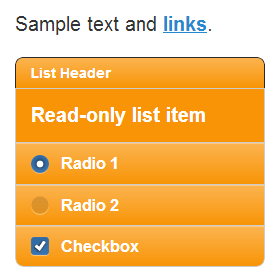 Sample text and links.
List Header
Read-only list item
Radio 1
Radio 2
Checkbox